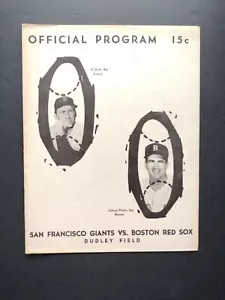 OFFICIAL PROGRAM 15c
SAN FRANCISCO GIANTS VS. BOSTON RED SOX
DUDLEY FIELD